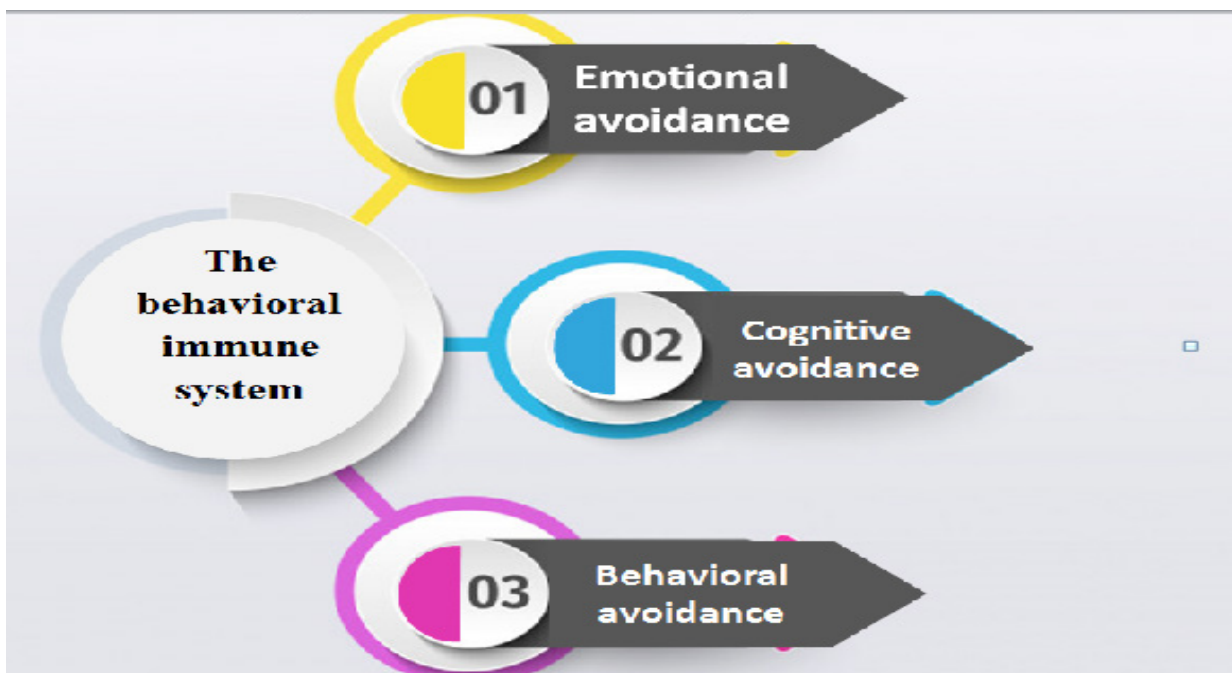 The
behavioral
immune
system
01
Emotional
avoidance
02
Cognitive
avoidance
03
Behavioral
avoidance